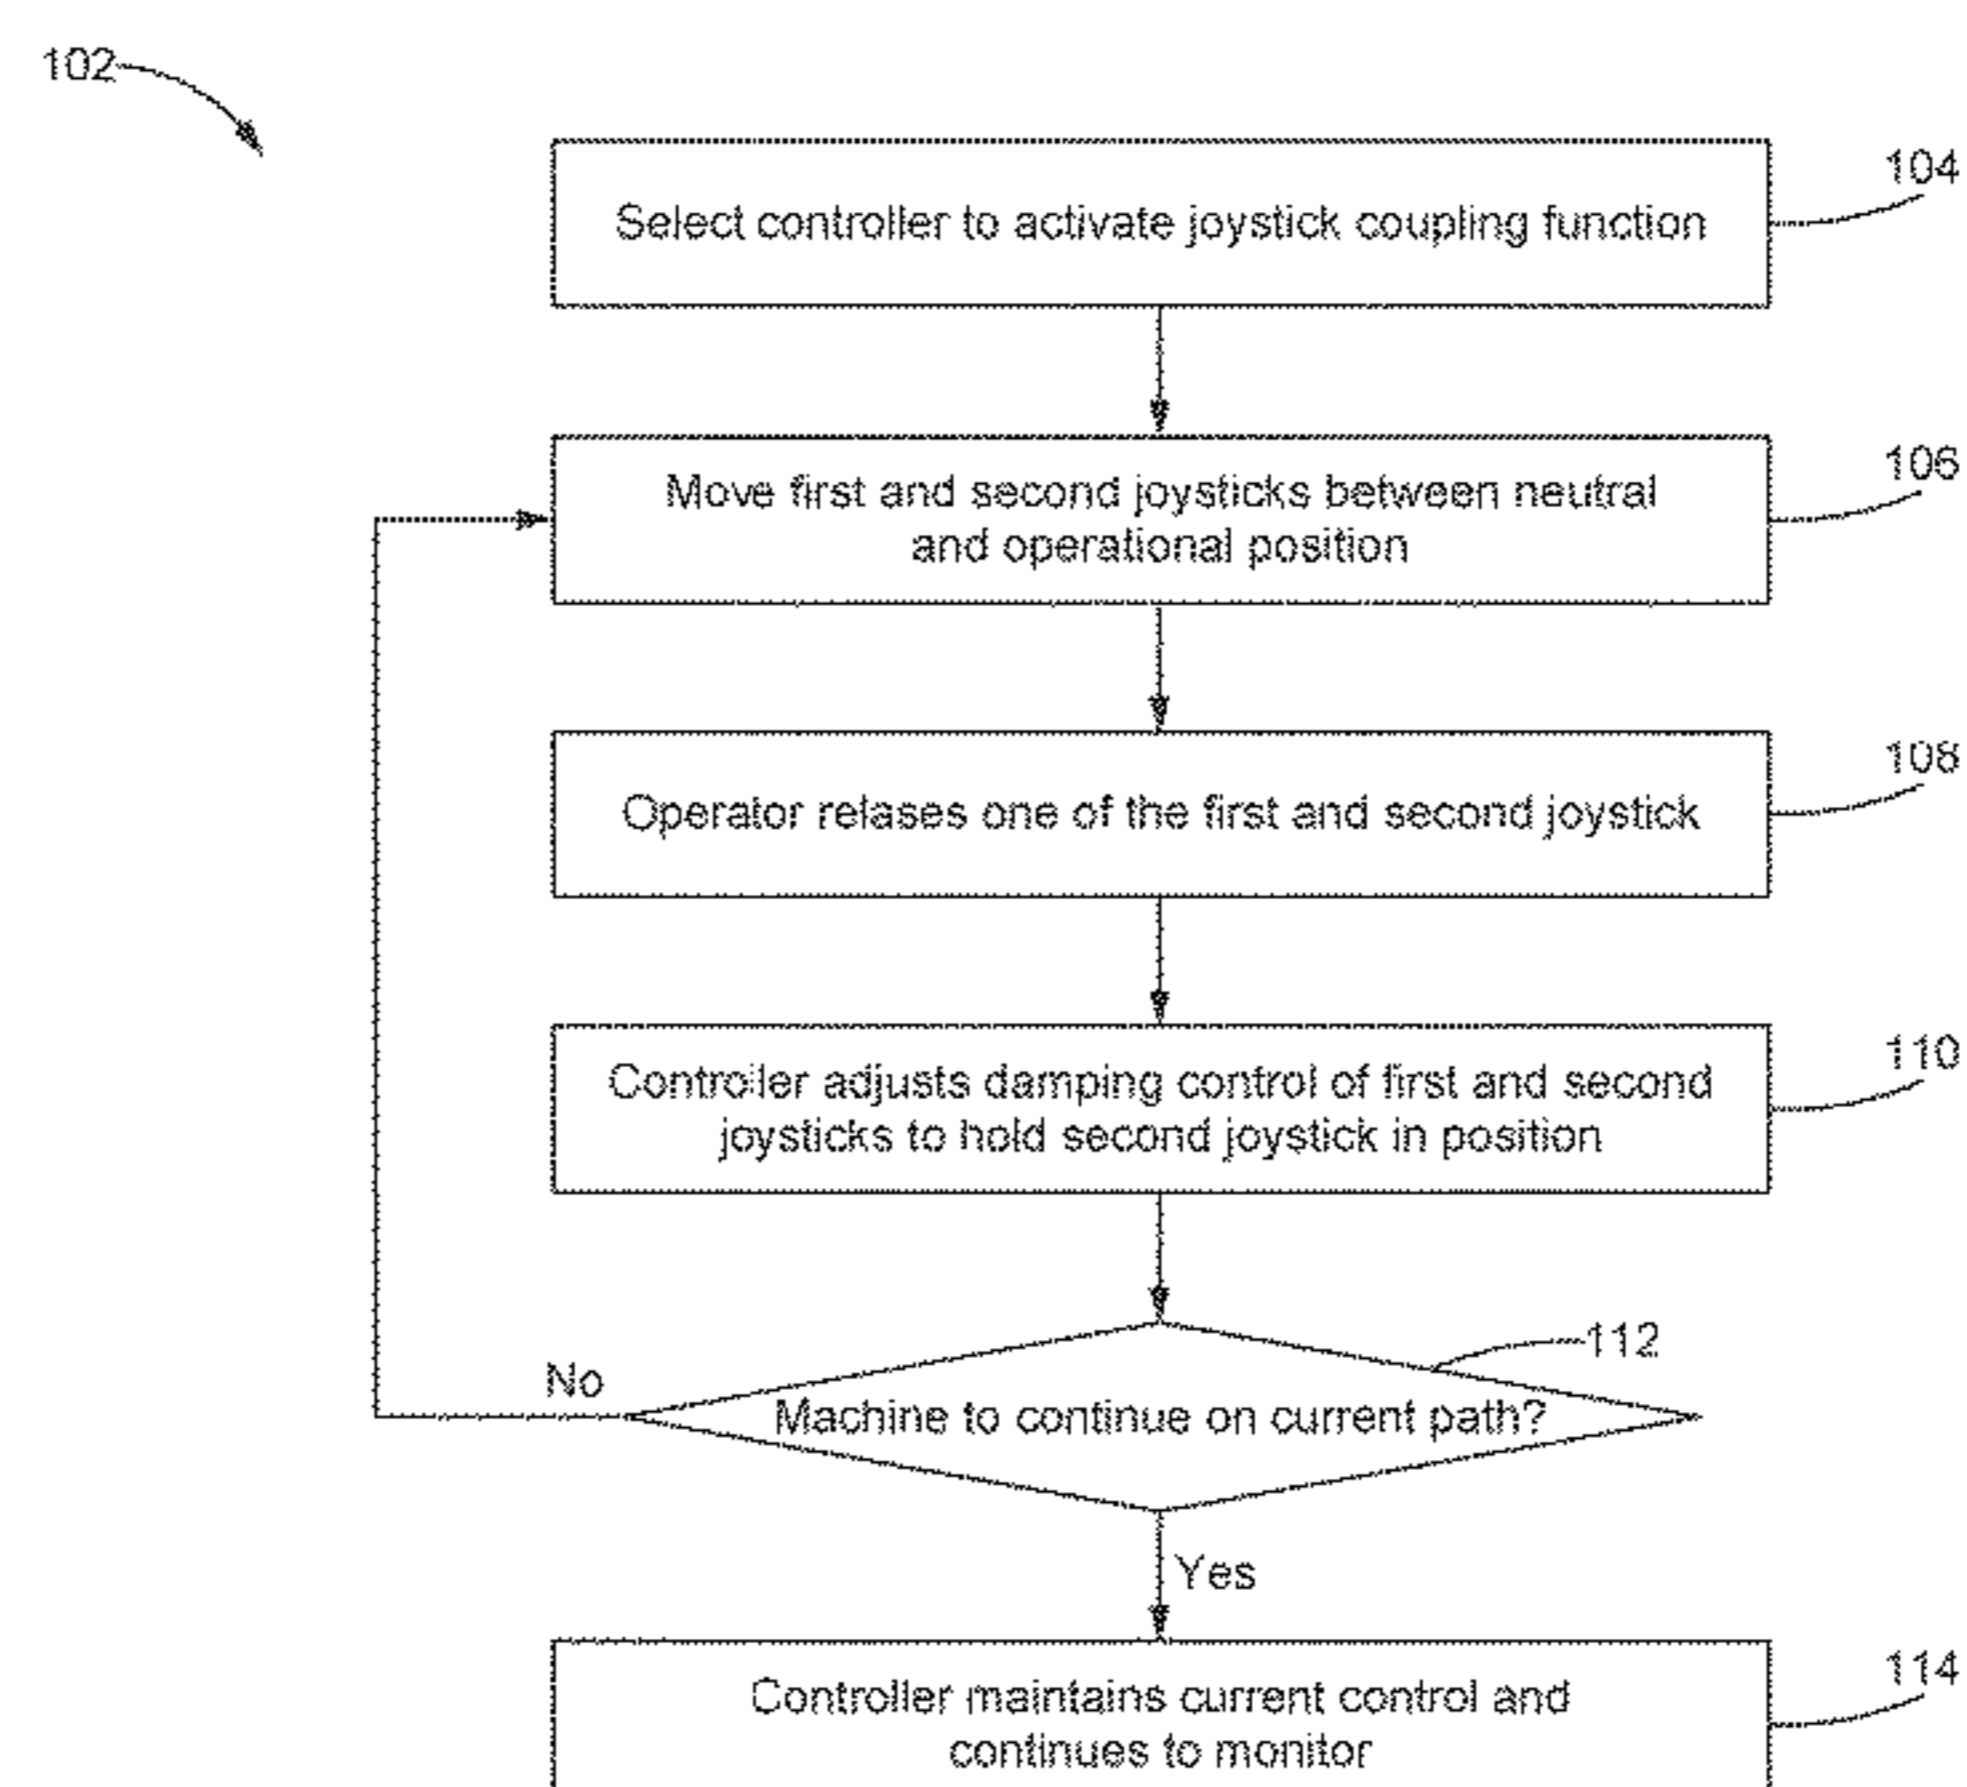 102
104
Select controller to activate joystick coupling function
106
Move first and second joysticks between neutral
and operational position
108
Operator relases one of the first and second joystick
110
Controller adjusts damping control of first and second
joysticks to hold second joystick in position
112
No
Machine to continue on current path?
Yes
114
Controller maintains current control and
continues to monitor